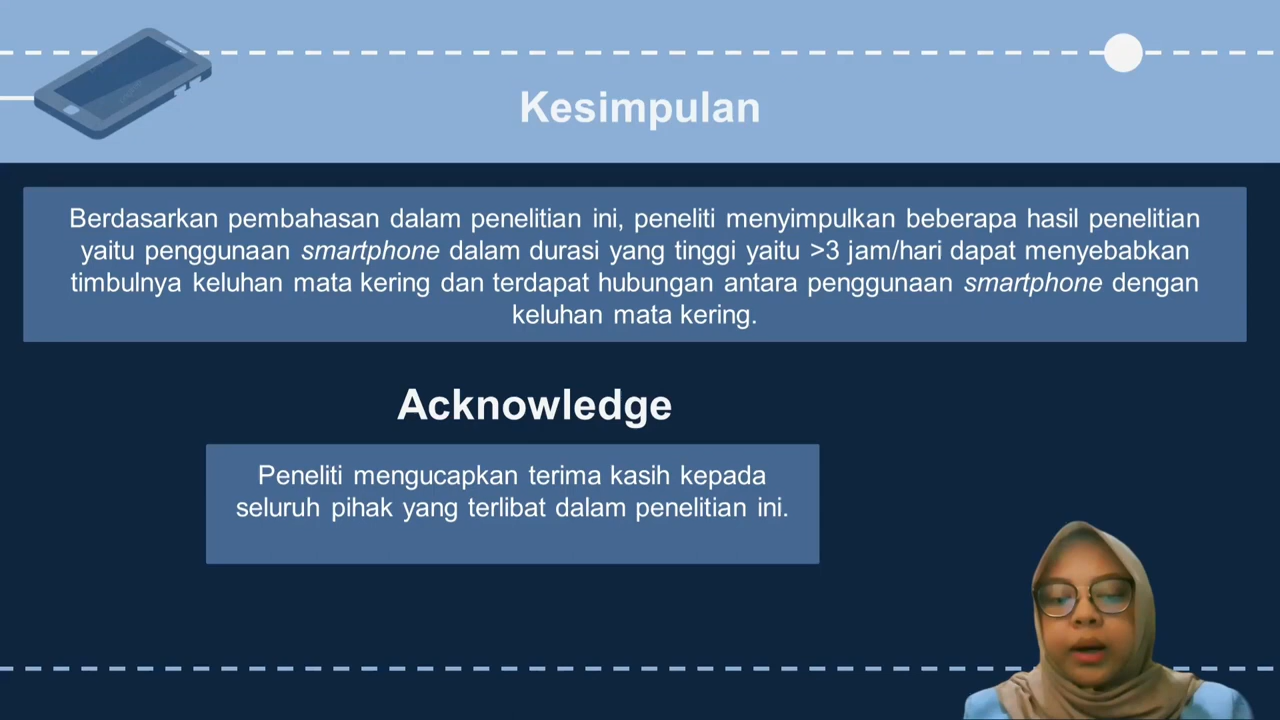 Kesimpulan
Berdasarkan pembahasan dalam penelitian ini, peneliti menyimpulkan beberapa hasil penelitian
yaitu penggunaan smartphone dalam durasi yang tinggi yaitu >3 jam/hari dapat menyebabkan
timbulnya keluhan mata kering dan terdapat hubungan antara penggunaan smartphone dengan
keluhan mata kering.
Acknowledge
Peneliti mengucapkan terima kasih kepada
seluruh pihak yang terlibat dalam penelitian ini.